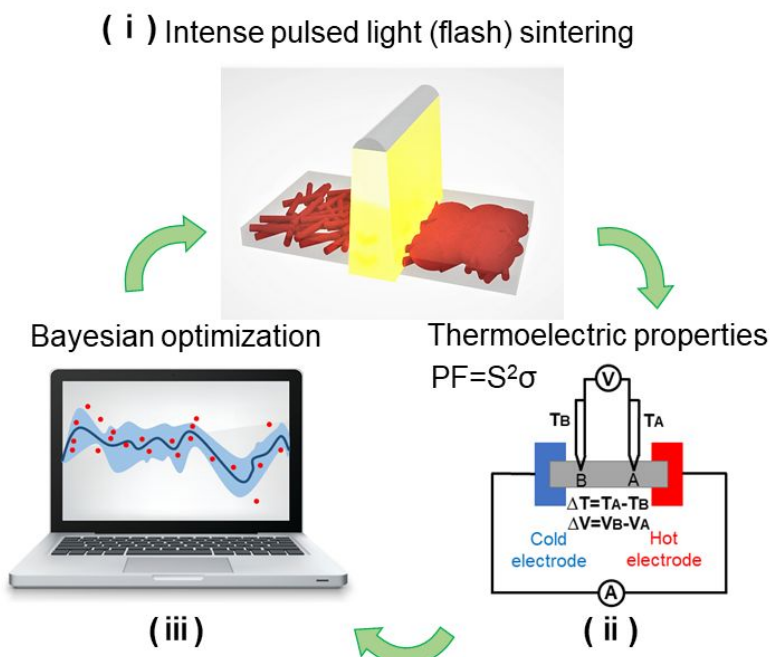 ( i ) Intense pulsed light (flash) sintering
Bayesian optimization
Thermoelectric properties
PF=S²σ
V
TB
TA
B
A
ΔT=TA-TB
ΔV=VB-VA
Cold
electrode
Hot
electrode
A
(iii)
( ii )